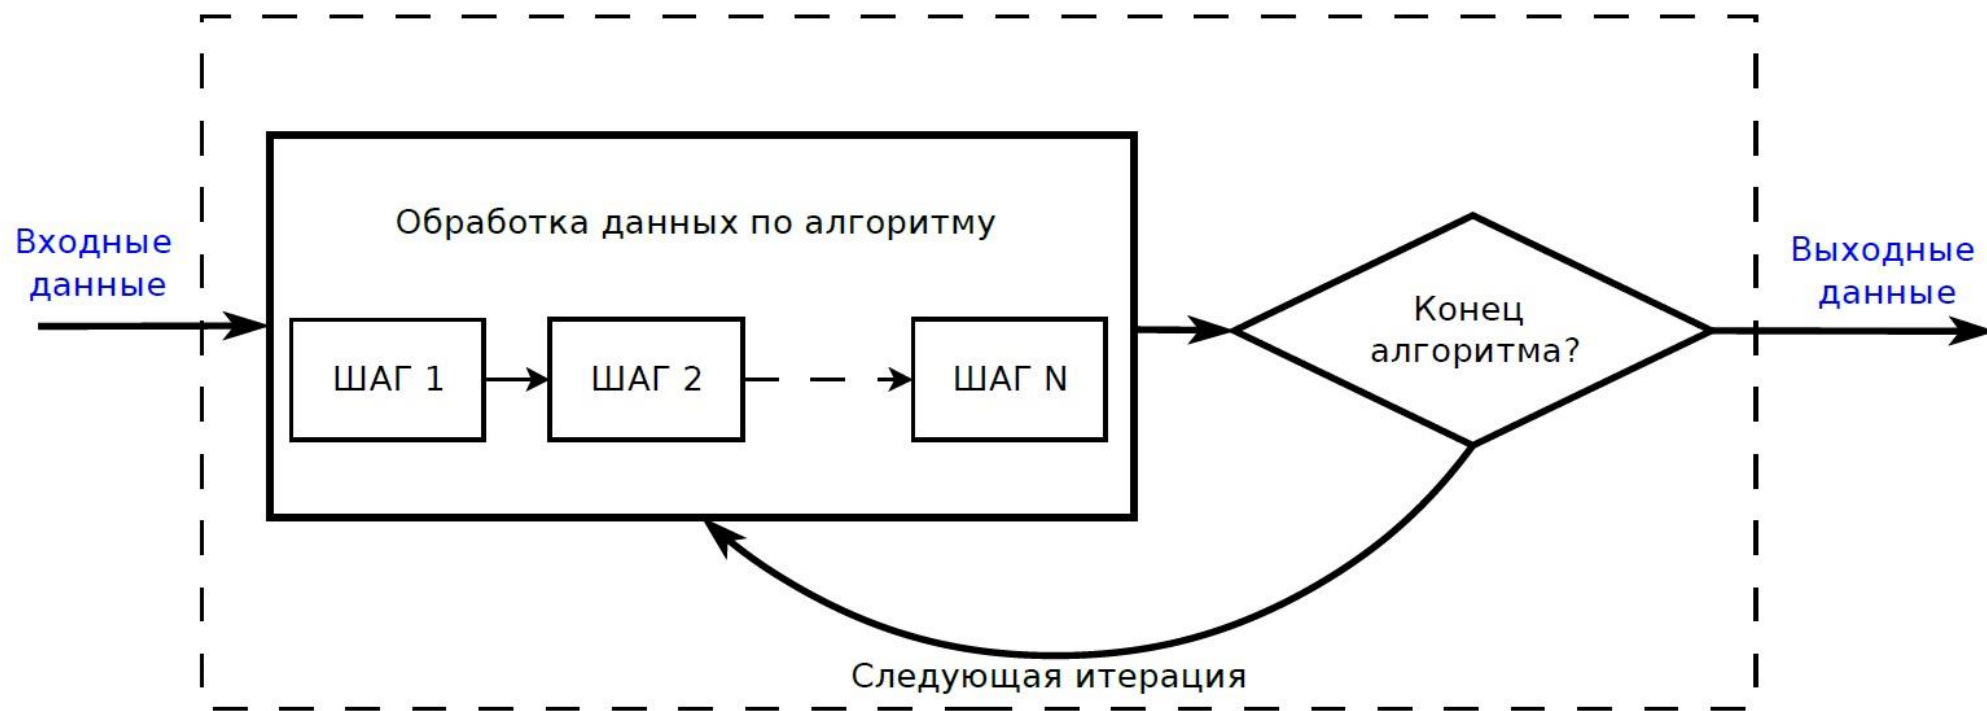 Входные
данные
Обработка данных по алгоритму
ШАГ 1
ШАГ 2
ШАГ N
Конец
алгоритма?
Выходные
данные
Следующая итерация